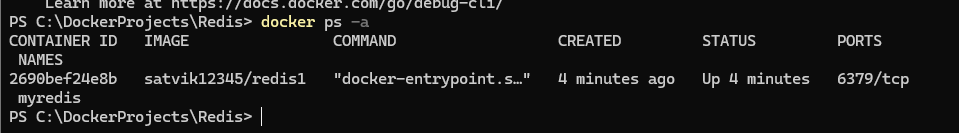 Learn more at https://docs.docker.com/go/debug-cli/
PS C:\DockerProjects\Redis> docker ps -a
CONTAINER ID   IMAGE                COMMAND                  CREATED         STATUS         PORTS
 NAMES
2690bef24e8b   satvik12345/redis1   "docker-entrypoint.s…"   4 minutes ago   Up 4 minutes   6379/tcp
 myredis
PS C:\DockerProjects\Redis>